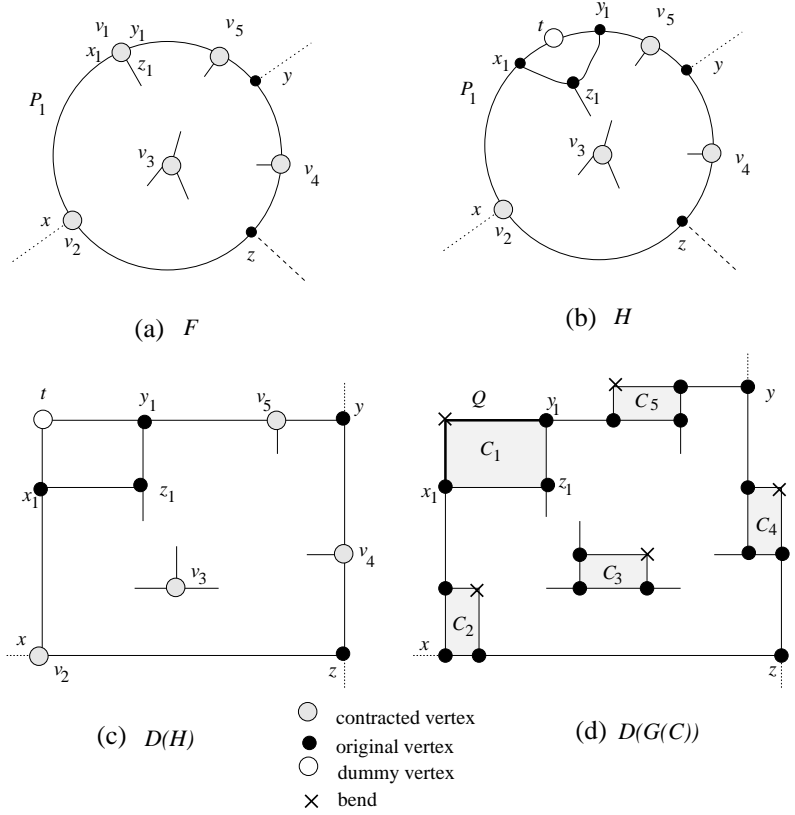 v1 y1 v5
x1 z1 y
P1
v3
v4
x
v2 z
(a) F
t y1 v5
x1 y
P1 z1
v3
v4
x
v2 z
(b) H
t y1 v5 y
x1 z1
v3 v4
x
v2 z
(c) D(H)
Q y1 C5 y
C1
x1 z1
C4
C3
C2
x z
(d) D(G(C))
contracted vertex
original vertex
dummy vertex
bend